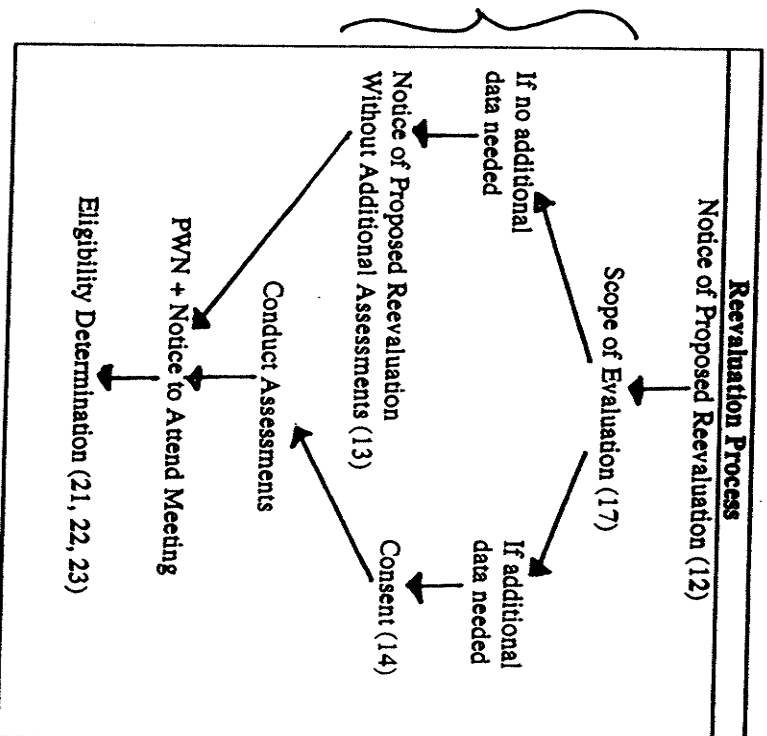 Reevaluation Process
Notice of Proposed Reevaluation (12)
Scope of Evaluation (17)
If no additional
data needed
If additional
data needed
Notice of Proposed Reevaluation
Without Additional Assessments (13)
Consent (14)
Conduct Assessments
PWN + Notice to Attend Meeting
Eligibility Determination (21, 22, 23)